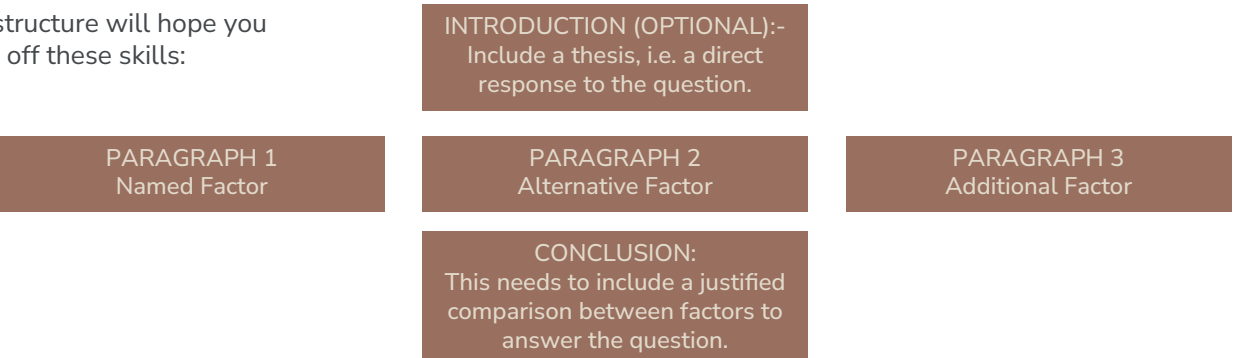 structure will hope you
off these skills:
INTRODUCTION (OPTIONAL):-
Include a thesis, i.e. a direct
response to the question.
PARAGRAPH 1
Named Factor
PARAGRAPH 2
Alternative Factor
PARAGRAPH 3
Additional Factor
CONCLUSION:
This needs to include a justified
comparison between factors to
answer the question.